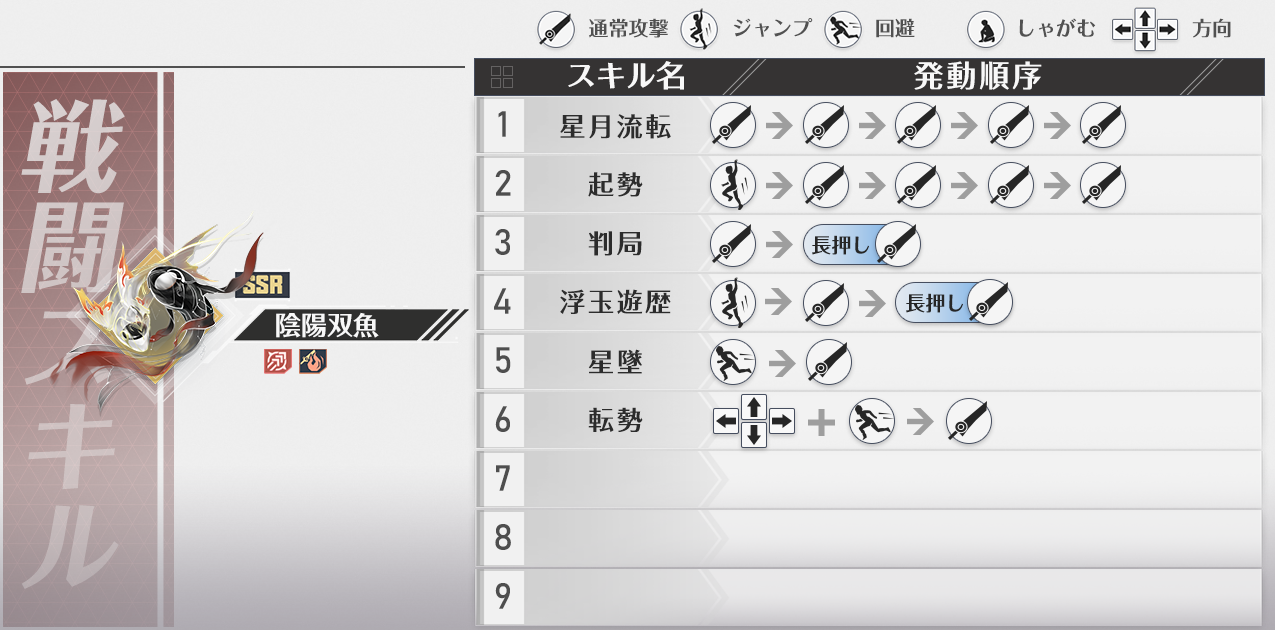 通常攻撃 ジャンプ 回避 しゃがむ 方向
戦闘スキル
SSR
陰陽双魚
スキル名 発動順序
1 星月流転
2 起勢
3 判局 長押し
4 浮玉遊歴 長押し
5 星墜
6 転勢
7
8
9